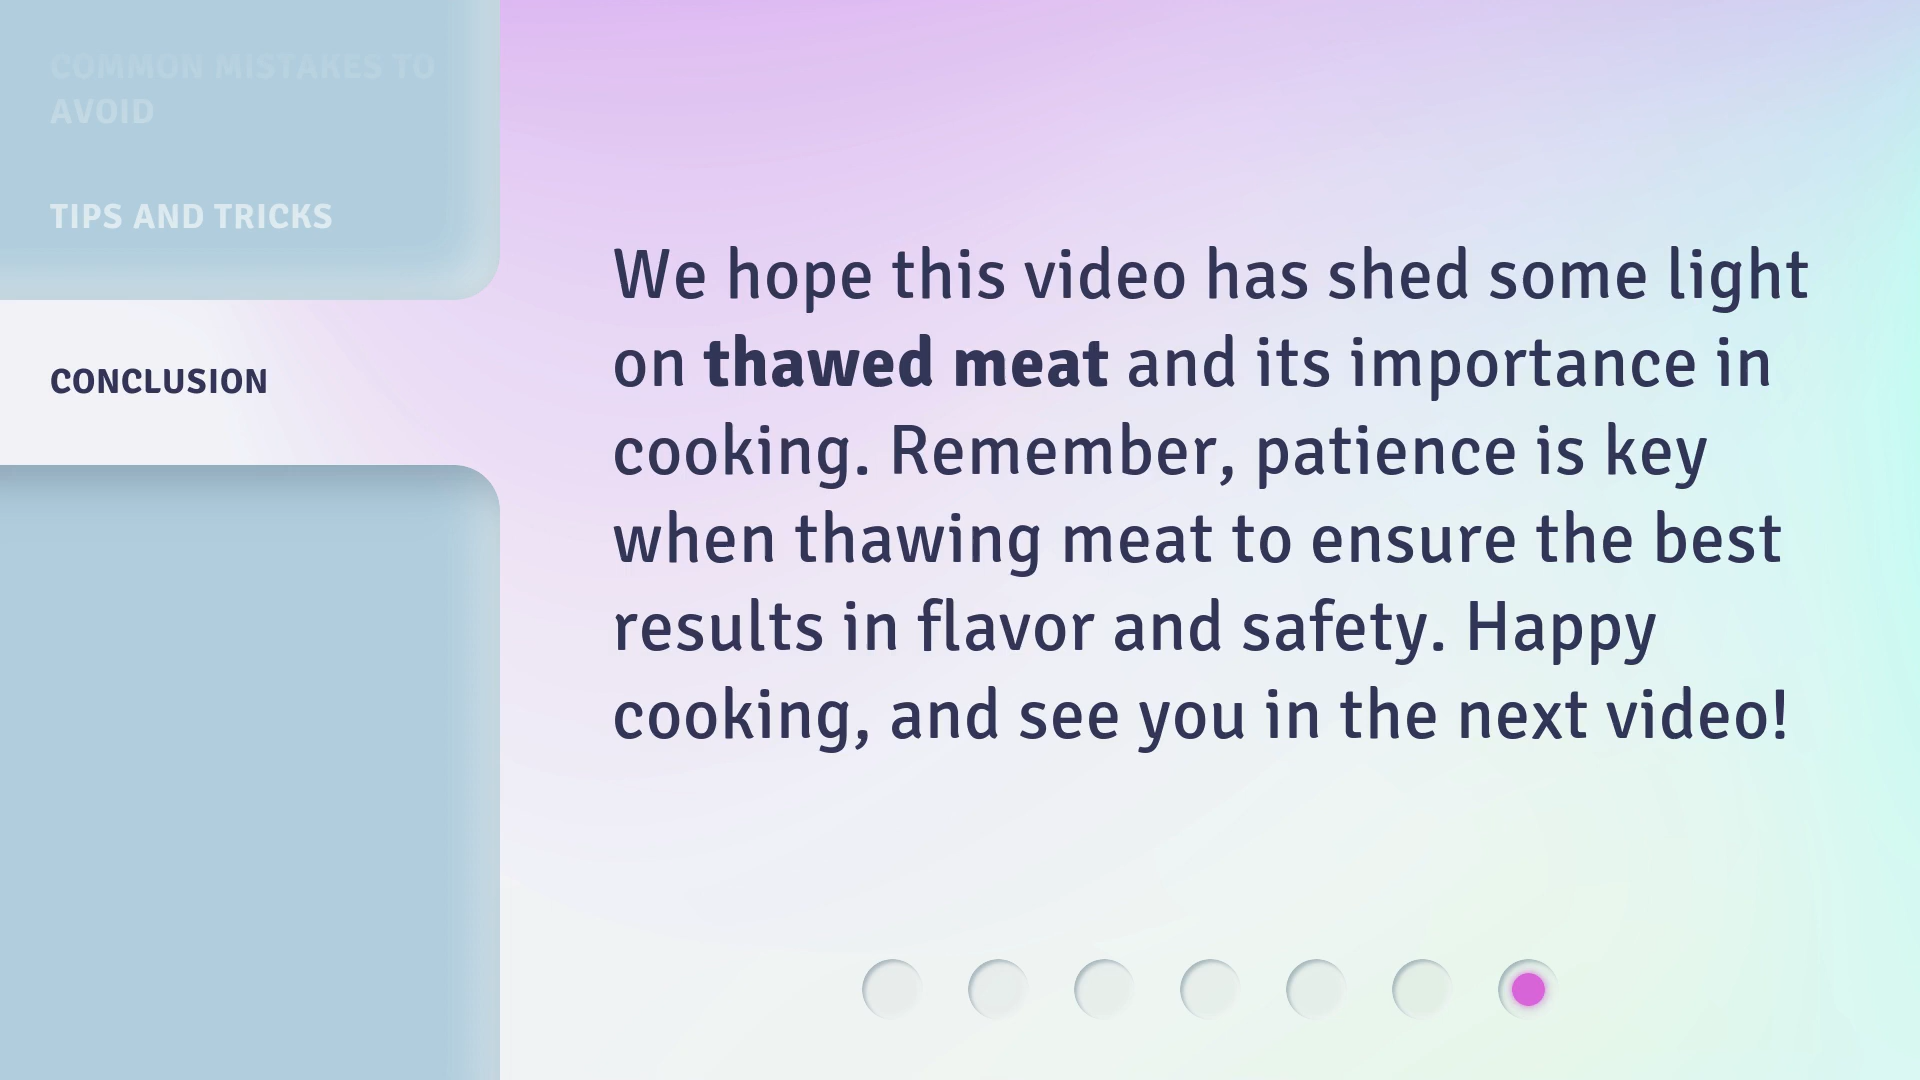 COMMON MISTAKES TO
AVOID
TIPS AND TRICKS
CONCLUSION
We hope this video has shed some light
on thawed meat and its importance in
cooking. Remember, patience is key
when thawing meat to ensure the best
results in flavor and safety. Happy
cooking, and see you in the next video!